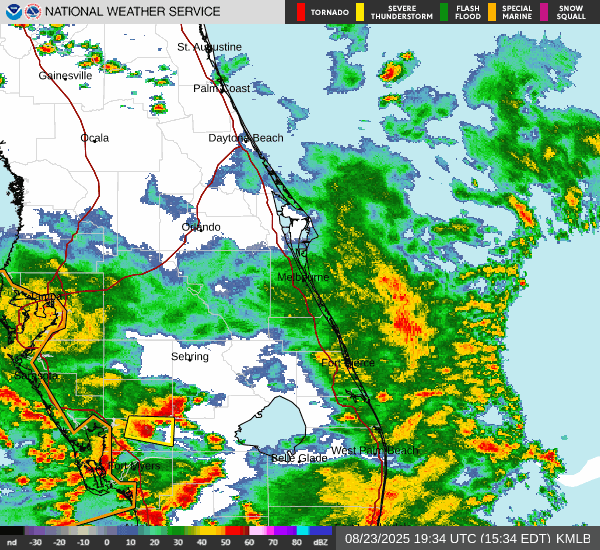 NATIONAL WEATHER SERVICE
TORNADO
SEVERE THUNDERSTORM
FLASH FLOOD
SPECIAL MARINE
SNOW SQUALL
St. Augustine
Gainesville
Palm Coast
Ocala
Daytona Beach
Orlando
Melbourne
Tampa
Sebring
Fort Pierce
Sarasota
West Palm Beach
Belle Glade
Fort Myers
nd -30 -20 -10 0 10 20 30 40 50 60 70 80 dBZ
08/23/2025 19:34 UTC (15:34 EDT) KMLB